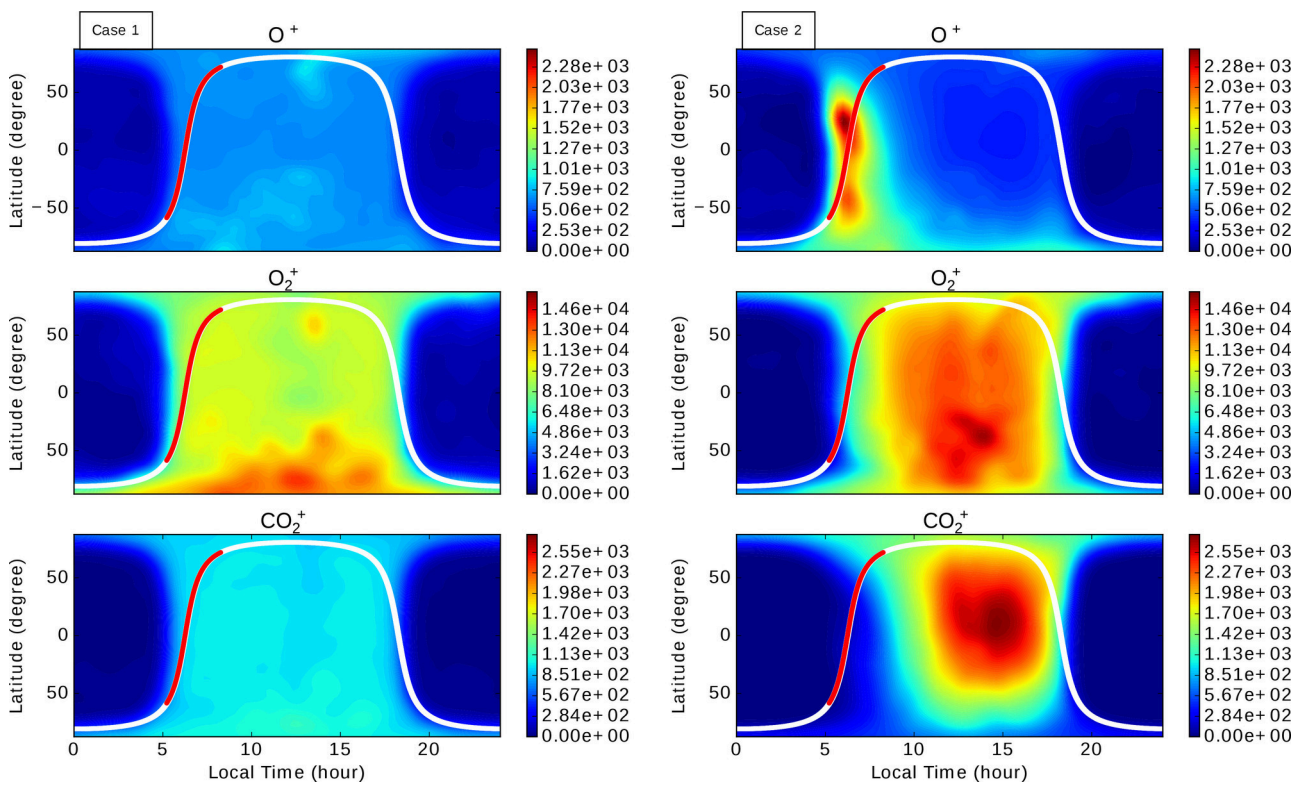 Case 1
O+
Latitude (degree)
50
0
−50
2.28e+03
2.03e+03
1.77e+03
1.52e+03
1.27e+03
1.01e+03
7.59e+02
5.06e+02
2.53e+02
0.00e+00
Case 2
O+
Latitude (degree)
50
0
−50
2.28e+03
2.03e+03
1.77e+03
1.52e+03
1.27e+03
1.01e+03
7.59e+02
5.06e+02
2.53e+02
0.00e+00
O2+
Latitude (degree)
50
0
50
1.46e+04
1.30e+04
1.13e+04
9.72e+03
8.10e+03
6.48e+03
4.86e+03
3.24e+03
1.62e+03
0.00e+00
O2+
Latitude (degree)
50
0
50
1.46e+04
1.30e+04
1.13e+04
9.72e+03
8.10e+03
6.48e+03
4.86e+03
3.24e+03
1.62e+03
0.00e+00
CO2+
Latitude (degree)
50
0
50
0 5 10 15 20
Local Time (hour)
2.55e+03
2.27e+03
1.98e+03
1.70e+03
1.42e+03
1.13e+03
8.51e+02
5.67e+02
2.84e+02
0.00e+00
CO2+
Latitude (degree)
50
0
50
0 5 10 15 20
Local Time (hour)
2.55e+03
2.27e+03
1.98e+03
1.70e+03
1.42e+03
1.13e+03
8.51e+02
5.67e+02
2.84e+02
0.00e+00